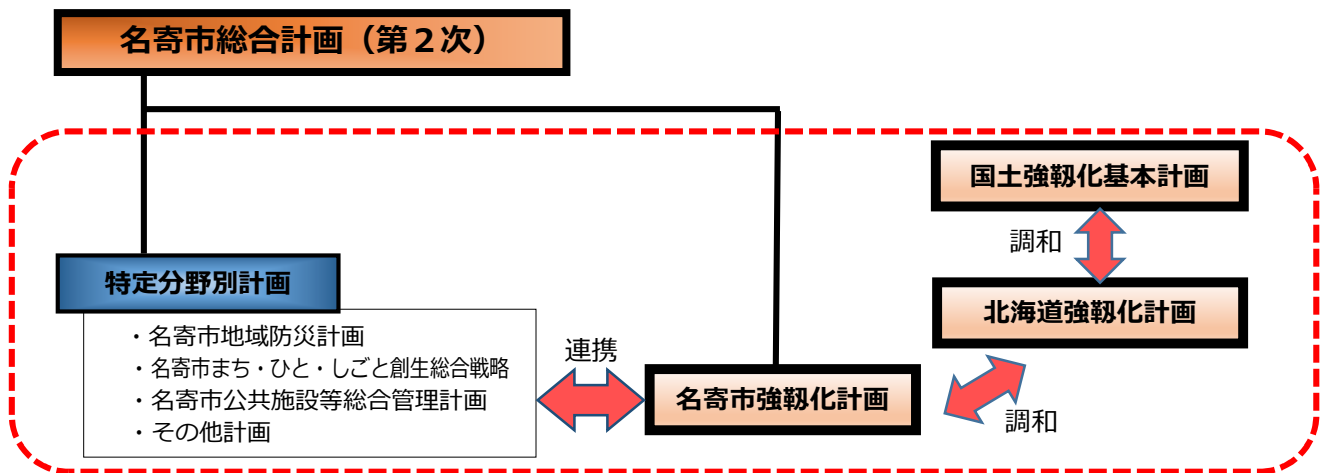 名寄市総合計画（第２次）
国土強靱化基本計画
調和
特定分野別計画
北海道強靱化計画
・名寄市地域防災計画
・名寄市まち・ひと・しごと創生総合戦略
・名寄市公共施設等総合管理計画
・その他計画
連携
名寄市強靱化計画
調和